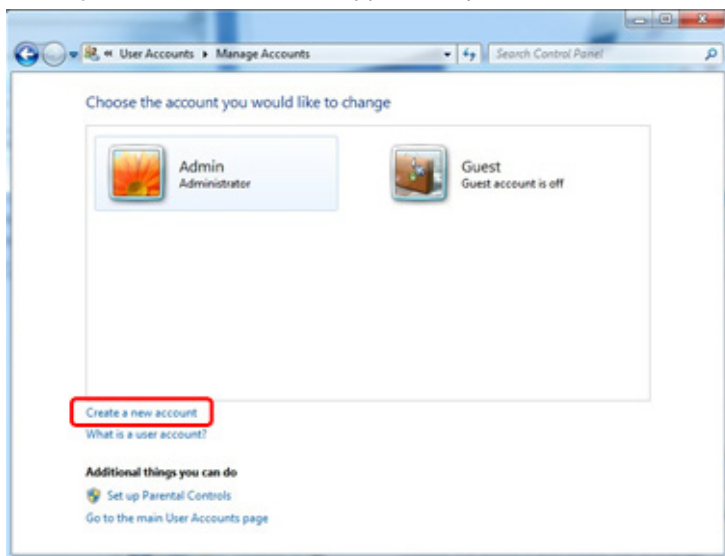 « User Accounts ▸ Manage Accounts
Search Control Panel
Choose the account you would like to change
Admin
Administrator
Guest
Guest account is off
Create a new account
What is a user account?
Additional things you can do
Set up Parental Controls
Go to the main User Accounts page